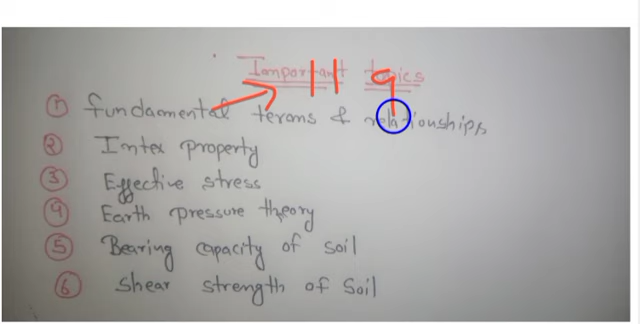 Important topics
① fundamental terms & relationships
② Intex property
③ Effective stress
④ Earth pressure theory
⑤ Bearing capacity of soil
⑥ Shear strength of Soil